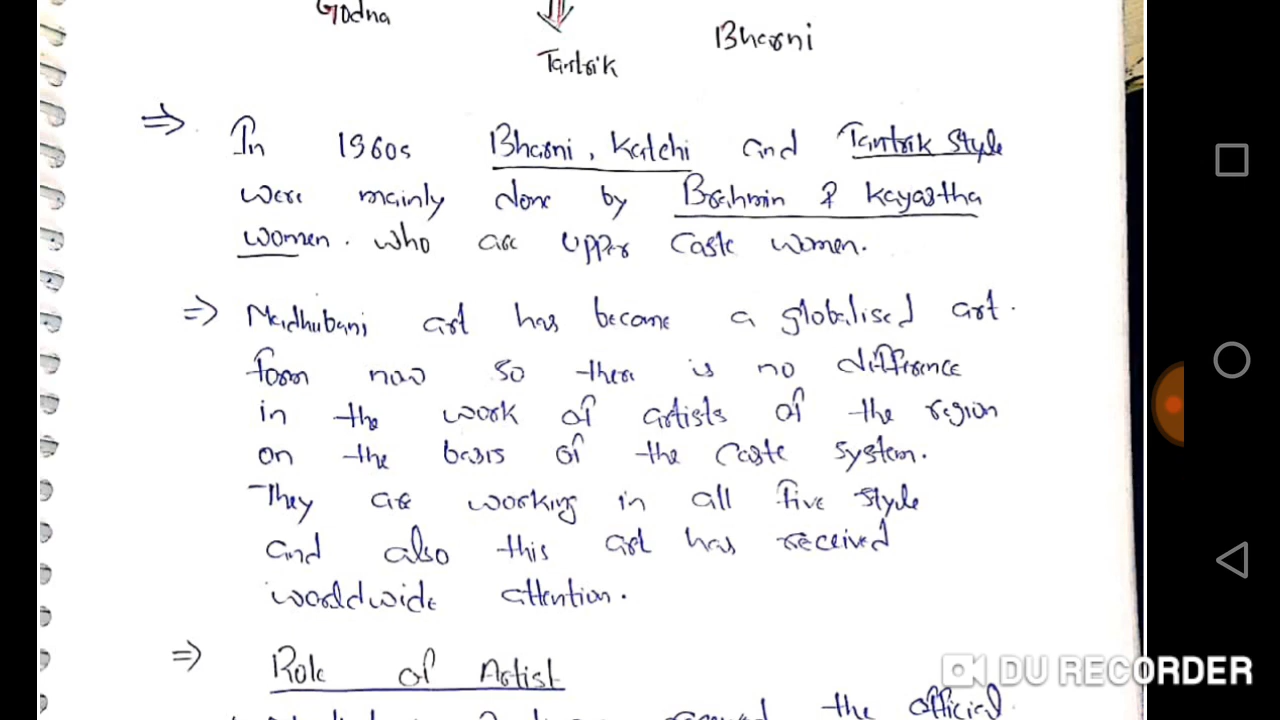 Godna
Bharni
Tantrik
⇒ In 1960s Bharni, Katchi and Tantrik Style
were mainly done by Brahmin & Kayastha
women. who are Upper Caste women.
⇒ Madhubani art has become a globalised art.
form now so there is no difference
in the work of artists of the region
on the basis of the caste system.
They are working in all five style
and also this art has received
worldwide attention.
⇒ Role of Artist
the official
DU RECORDER